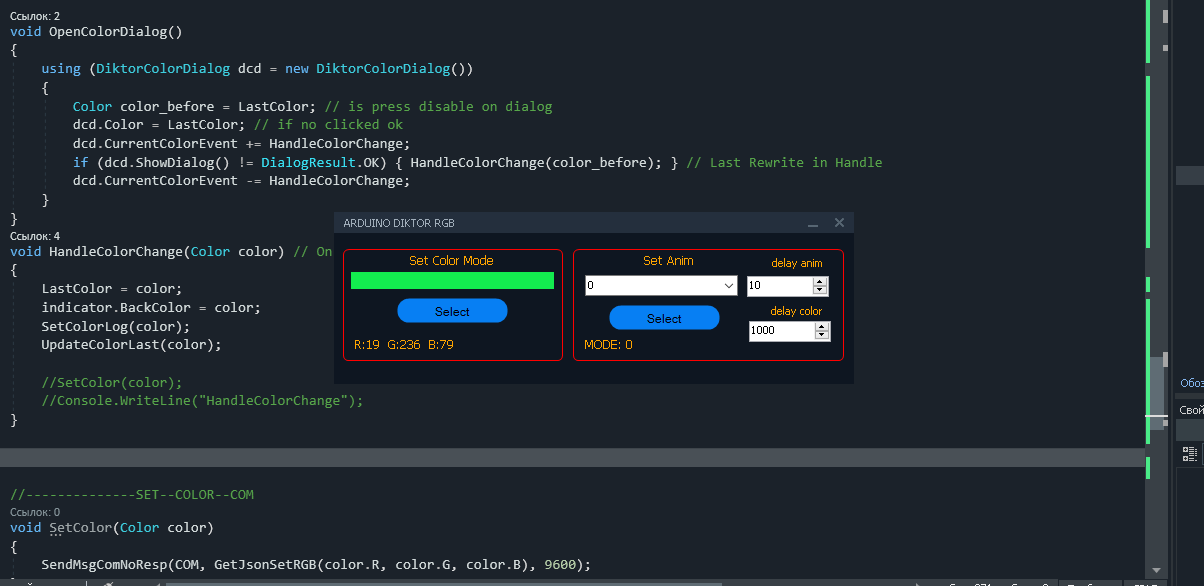 Ссылок: 2
void OpenColorDialog()
{
using (DiktorColorDialog dcd = new DiktorColorDialog())
{
Color color_before = LastColor; // is press disable on dialog
dcd.Color = LastColor; // if no clicked ok
dcd.CurrentColorEvent += HandleColorChange;
if (dcd.ShowDialog() != DialogResult.OK) { HandleColorChange(color_before); } // Last Rewrite in Handle
dcd.CurrentColorEvent -= HandleColorChange;
}
}
Ссылок: 4
void HandleColorChange(Color color) // On
{
LastColor = color;
indicator.BackColor = color;
SetColorLog(color);
UpdateColorLast(color);
//SetColor(color);
//Console.WriteLine("HandleColorChange");
}
ARDUINO DIKTOR RGB
Set Color Mode
Select
R:19 G:236 B:79
Set Anim
0
Select
MODE: 0
delay anim
10
delay color
1000
//--------------SET--COLOR--COM
Ссылок: 0
void SetColor(Color color)
{
SendMsgComNoResp(COM, GetJsonSetRGB(color.R, color.G, color.B), 9600);
Обоз
Свой